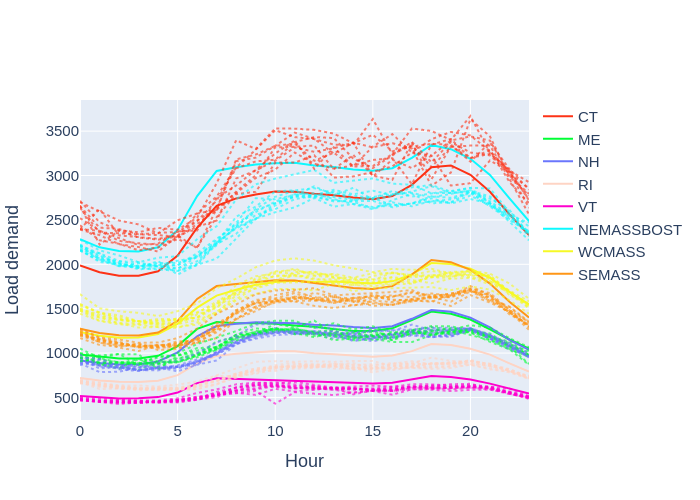 3500
3000
2500
2000
1500
1000
500
0
5
10
15
20
Hour
Load demand
CT
ME
NH
RI
VT
NEMASSBOST
WCMASS
SEMASS